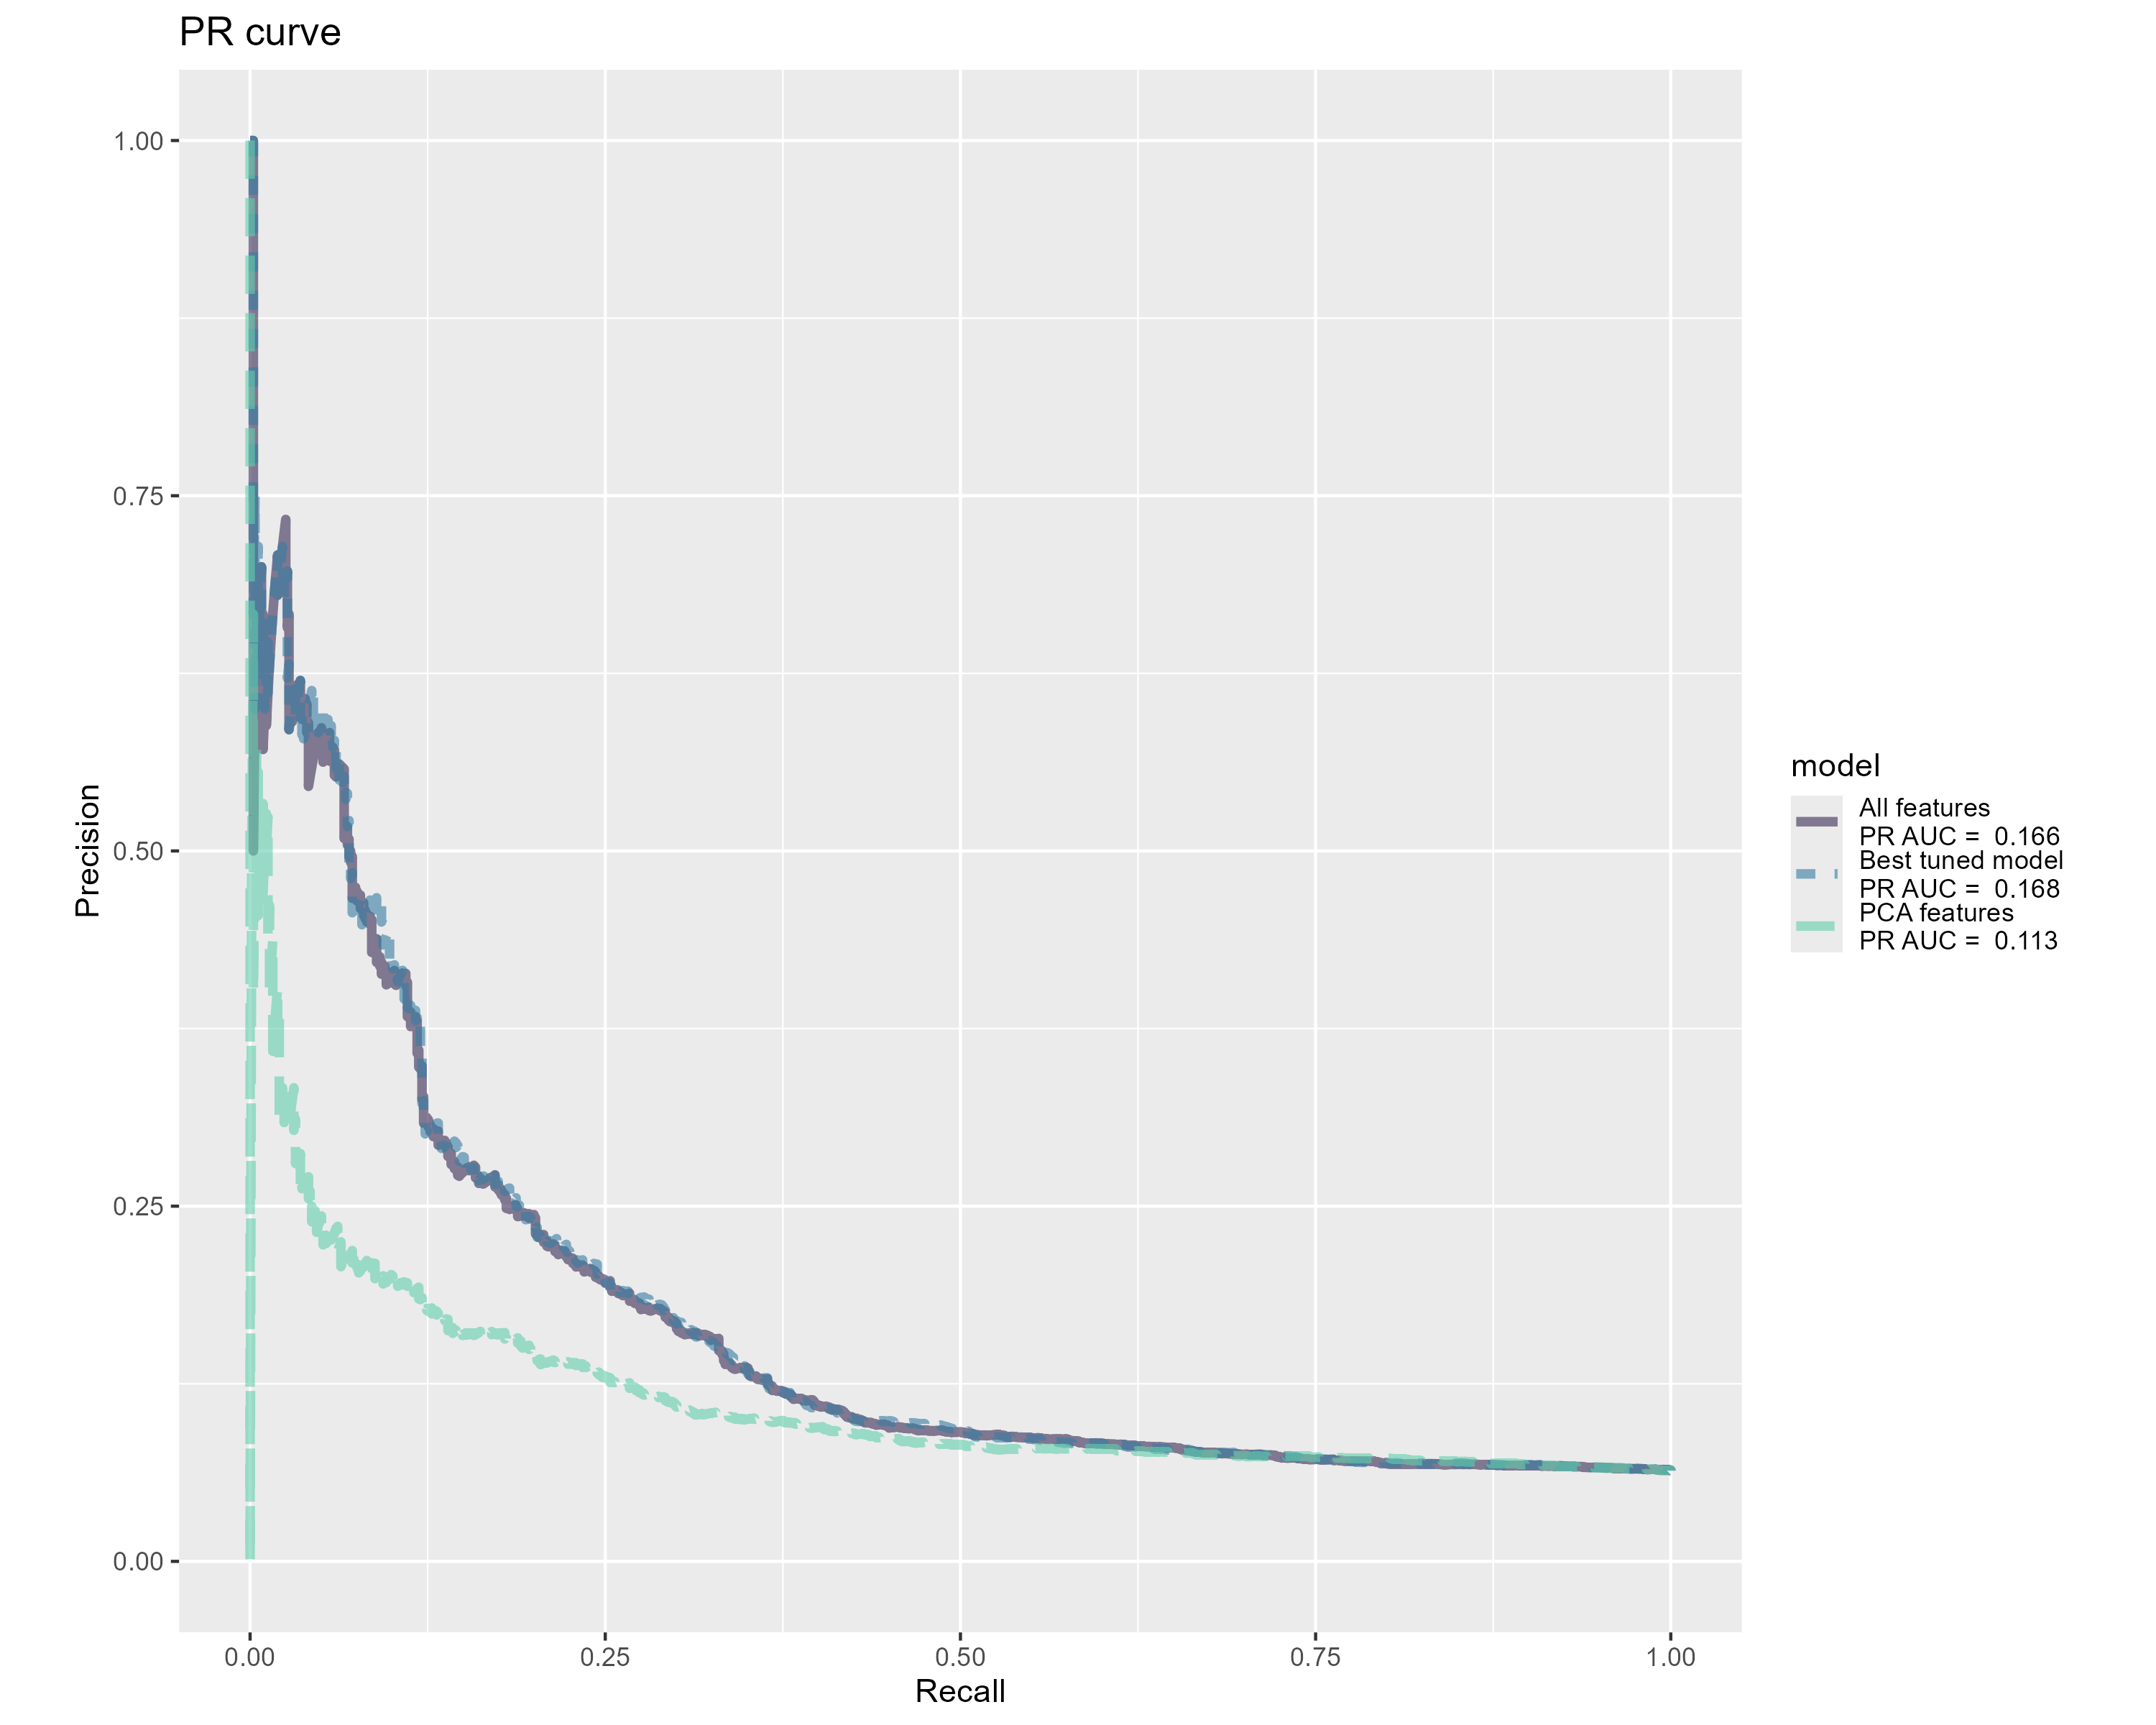 PR curve
1.00
0.75
0.50
0.25
0.00
Precision
0.00 0.25 0.50 0.75 1.00
Recall
model
All features
PR AUC = 0.166
Best tuned model
PR AUC = 0.168
PCA features
PR AUC = 0.113